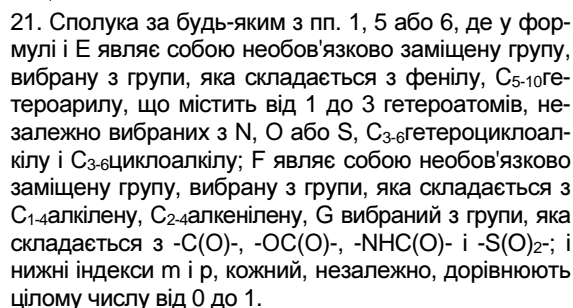 21. Сполука за будь-яким з пп. 1, 5 або 6, де у фор-
мулі і E являє собою необов'язково заміщену групу,
вибрану з групи, яка складається з фенілу, C5-10ге-
тероарилу, що містить від 1 до 3 гетероатомів, не-
залежно вибраних з N, O або S, C3-6гетероциклоал-
кілу і C3-6циклоалкілу; F являє собою необов'язково
заміщену групу, вибрану з групи, яка складається з
C1-4алкілену, C2-4алкенілену, G вибраний з групи, яка
складається з -C(O)-, -OC(O)-, -NHC(O)- і -S(O)2-; і
нижні індекси m і p, кожний, незалежно, дорівнюють
цілому числу від 0 до 1.